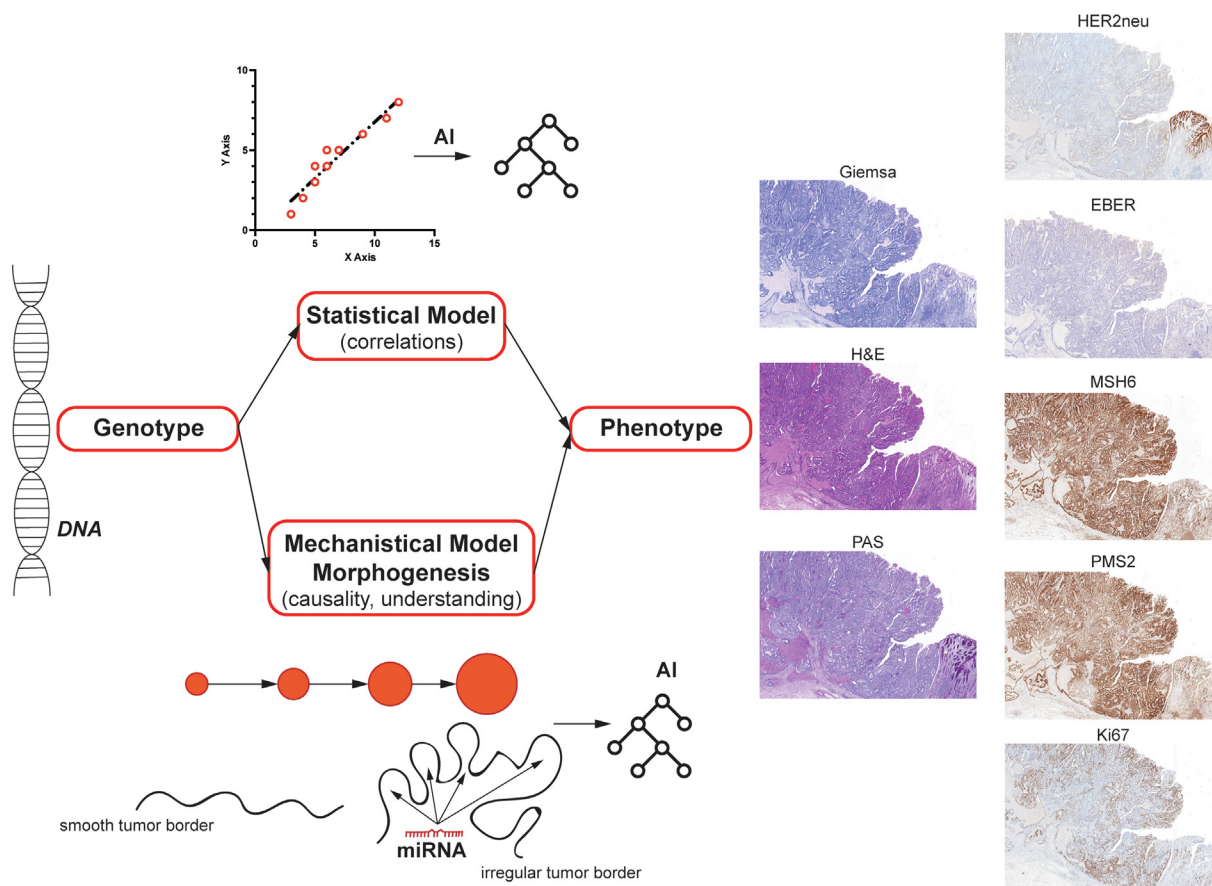 10
5
0
Y Axis
0
5
10
15
X Axis
AI
Statistical Model
(correlations)
Genotype
Phenotype
DNA
Mechanistical Model
Morphogenesis
(causality, understanding)
AI
smooth tumor border
miRNA
irregular tumor border
Giemsa
H&E
PAS
HER2neu
EBER
MSH6
PMS2
Ki67